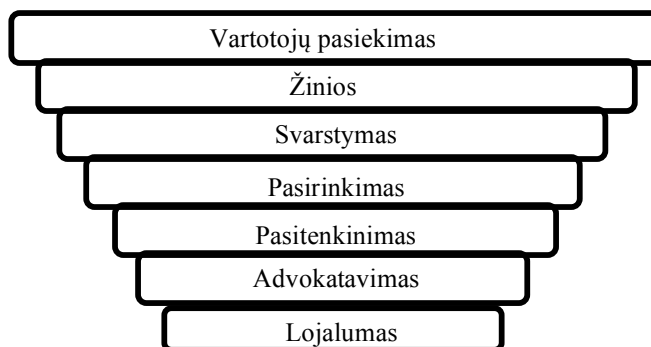 Vartotojų pasiekimas
Žinios
Svarstymas
Pasirinkimas
Pasitenkinimas
Advokatavimas
Lojalumas